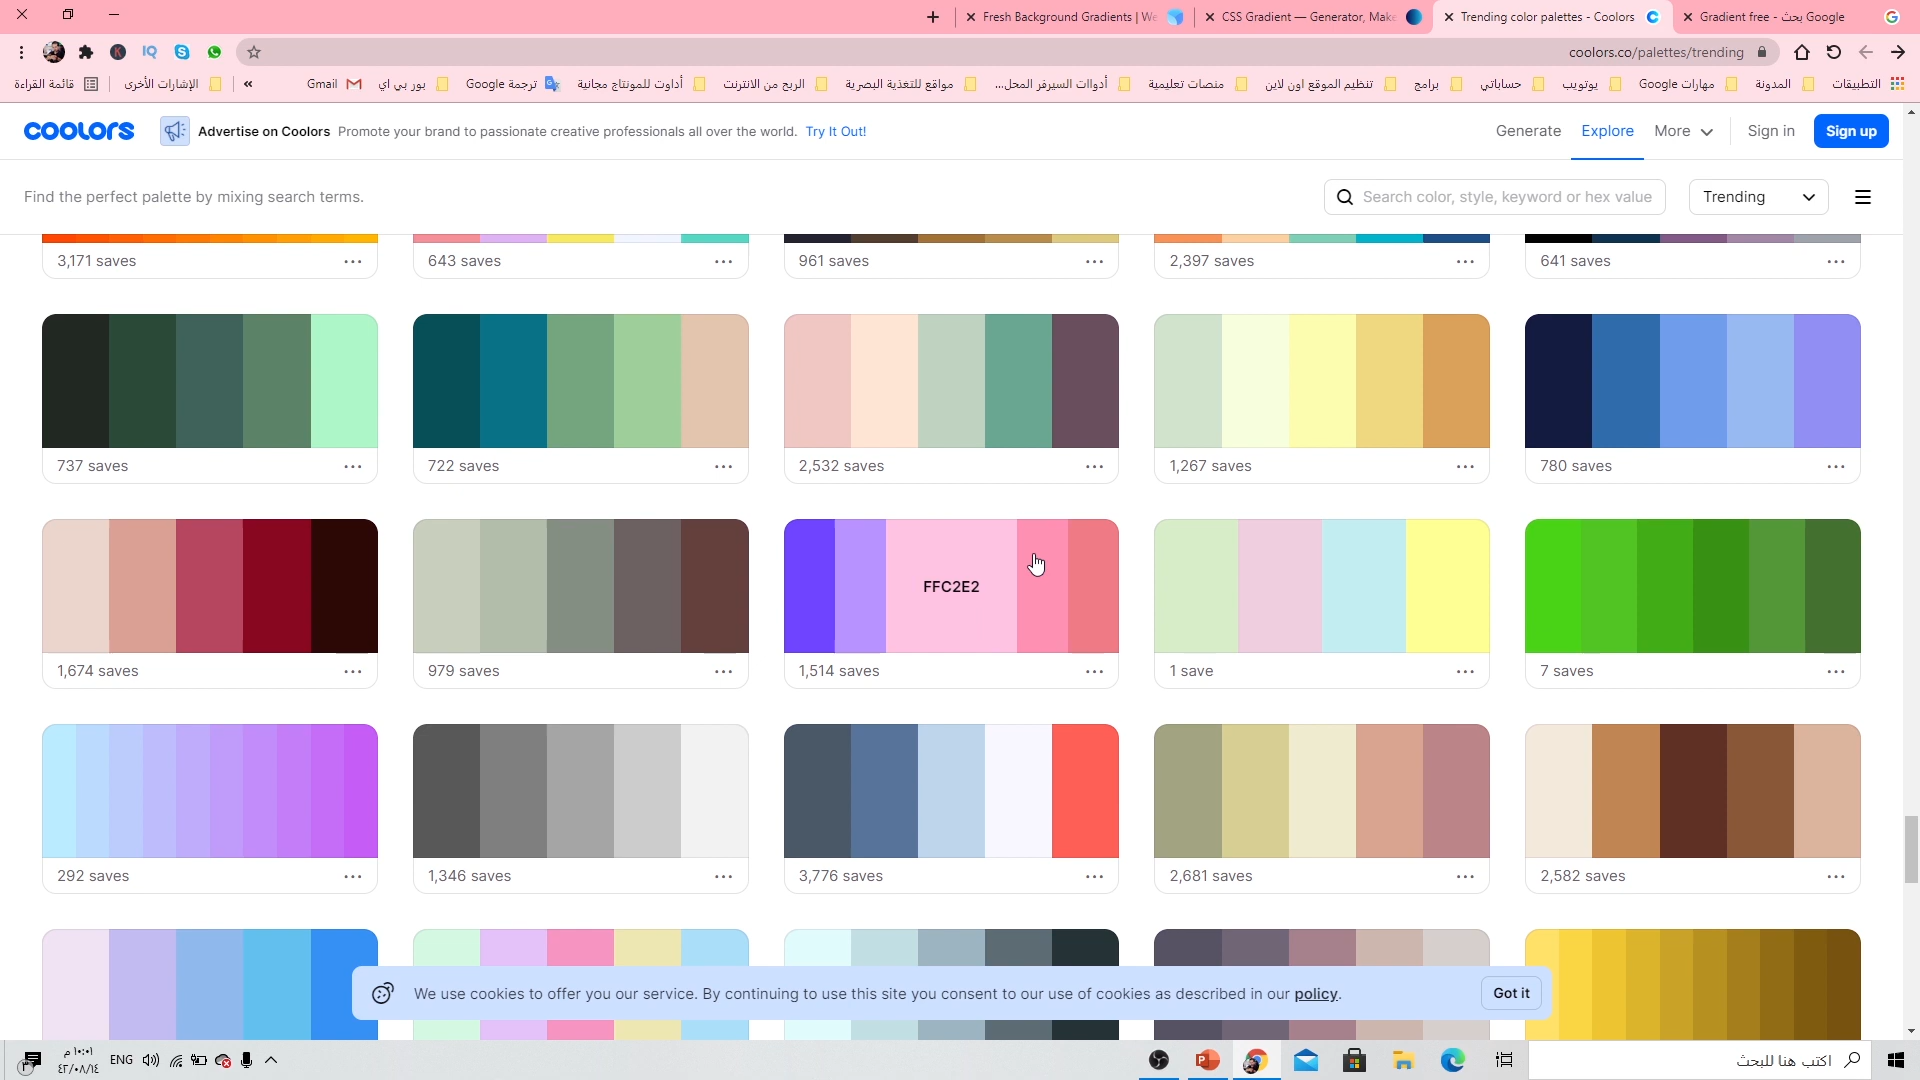 Fresh Background Gradients | We
CSS Gradient — Generator, Make
Trending color palettes - Coolors
Gradient free - بحث Google
coolors.co/palettes/trending
التطبيقات
المدونة
مهارات Google
يوتويب
حساباتي
برامج
تنظيم الموقع اون لاين
منصات تعليمية
أدواات السيرفر المحل...
مواقع للتغذية البصرية
الربح من الانترنت
أداوت للمونتاج مجانية
ترجمة Google
بور بي اي
Gmail
»
الإشارات الأخرى
قائمة القراءة
coolors
Advertise on Coolors Promote your brand to passionate creative professionals all over the world. Try It Out!
Generate
Explore
More
Sign in
Sign up
Find the perfect palette by mixing search terms.
Search color, style, keyword or hex value
Trending
3,171 saves
643 saves
961 saves
2,397 saves
641 saves
737 saves
722 saves
2,532 saves
1,267 saves
780 saves
FFC2E2
1,674 saves
979 saves
1,514 saves
1 save
7 saves
292 saves
1,346 saves
3,776 saves
2,681 saves
2,582 saves
We use cookies to offer you our service. By continuing to use this site you consent to our use of cookies as described in our policy.
Got it
ENG
١٠:٠١ م
٤٣/٠٨/١٤
اكتب هنا للبحث